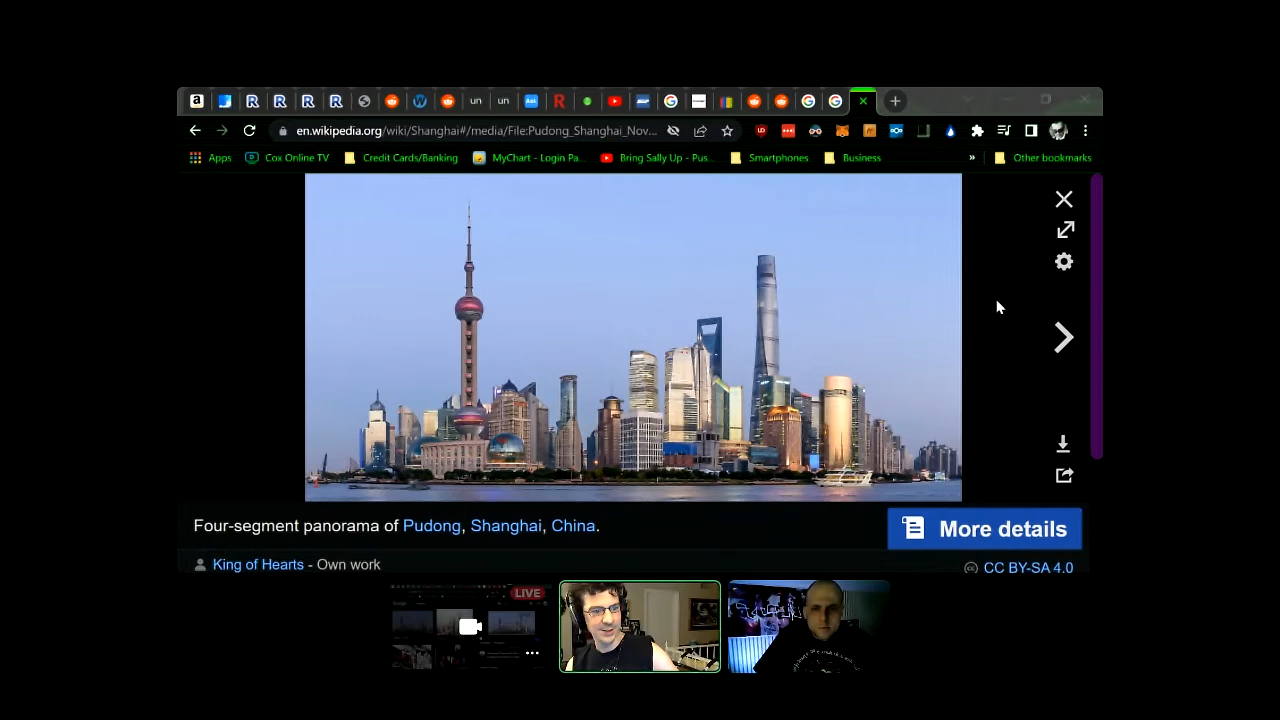 un
un
R
en.wikipedia.org/wiki/Shanghai#/media/File:Pudong_Shanghai_Nov...
Apps
Cox Online TV
Credit Cards/Banking
MyChart - Login Pa...
Bring Sally Up - Pus...
Smartphones
Business
»
Other bookmarks
Four-segment panorama of Pudong, Shanghai, China.
More details
King of Hearts - Own work
CC BY-SA 4.0
LIVE